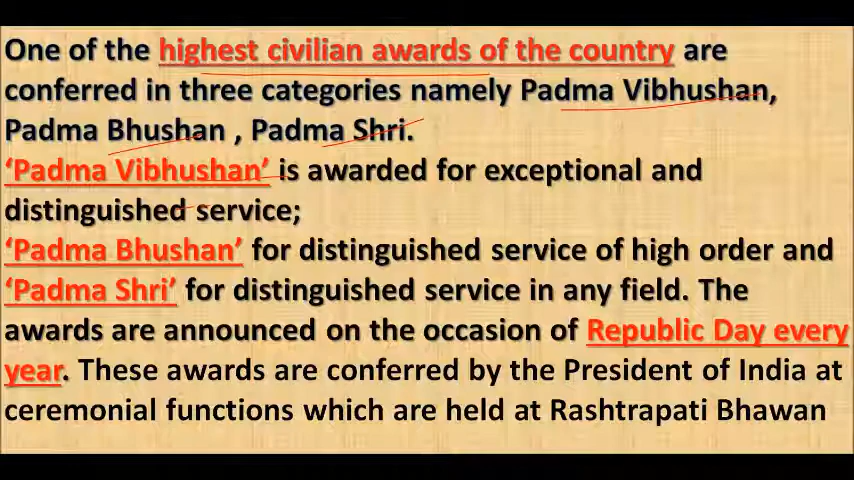 One of the highest civilian awards of the country are
conferred in three categories namely Padma Vibhushan,
Padma Bhushan , Padma Shri.
‘Padma Vibhushan’ is awarded for exceptional and
distinguished service;
‘Padma Bhushan’ for distinguished service of high order and
‘Padma Shri’ for distinguished service in any field. The
awards are announced on the occasion of Republic Day every
year. These awards are conferred by the President of India at
ceremonial functions which are held at Rashtrapati Bhawan